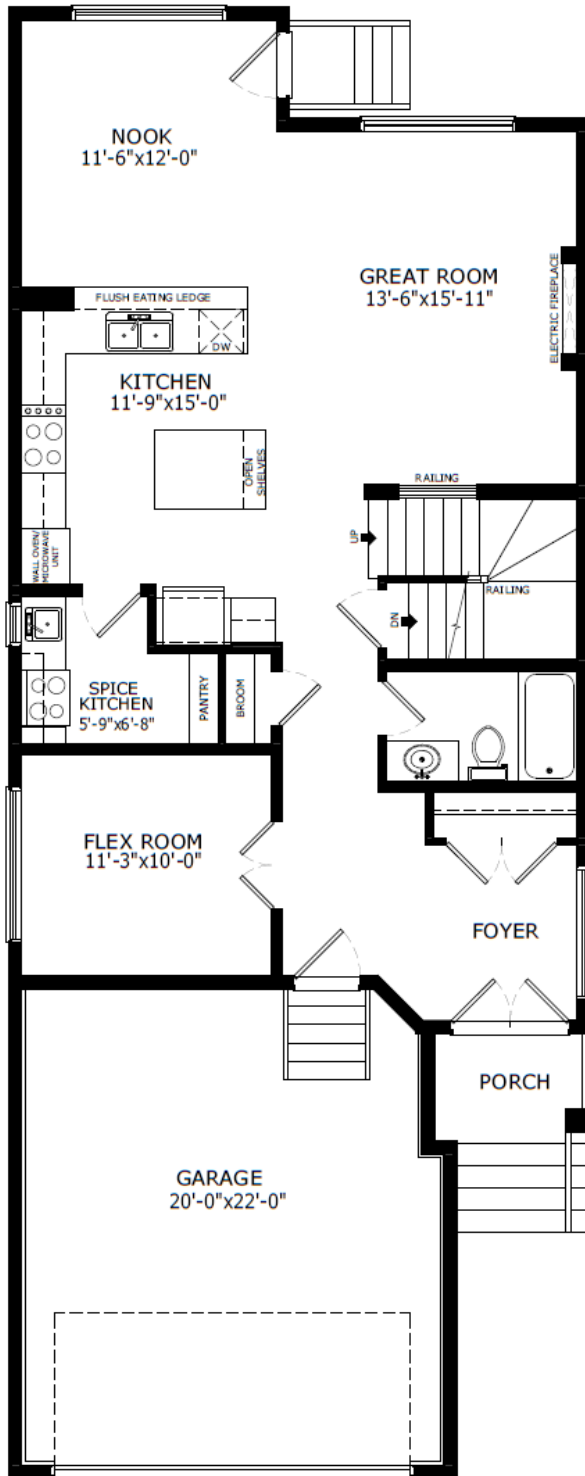 NOOK
11'-6"x12'-0"
GREAT ROOM
13'-6"x15'-11"
ELECTRIC FIREPLACE
FLUSH EATING LEDGE
DW
KITCHEN
11'-9"x15'-0"
OPEN
SHELVES
RAILING
UP
WALL OVEN/
MICROWAVE
UNIT
RAILING
DN
SPICE
KITCHEN
5'-9"x6'-8"
PANTRY
BROOM
FLEX ROOM
11'-3"x10'-0"
FOYER
PORCH
GARAGE
20'-0"x22'-0"